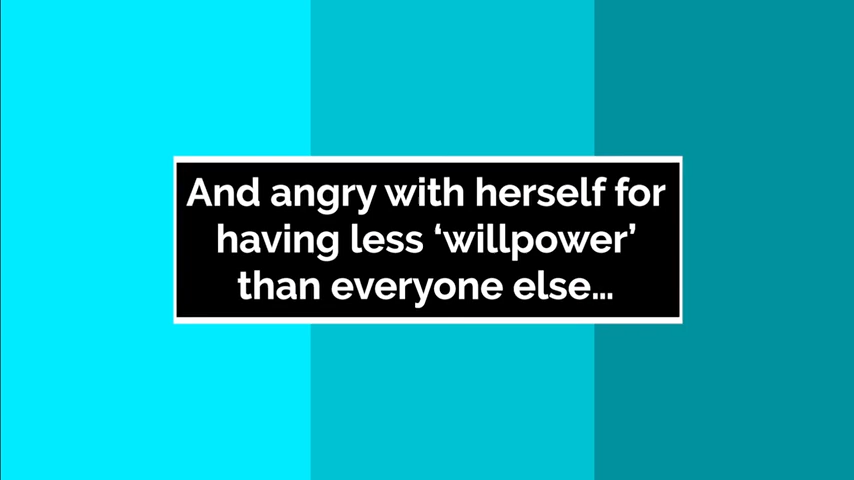 And angry with herself for
having less ‘willpower’
than everyone else…